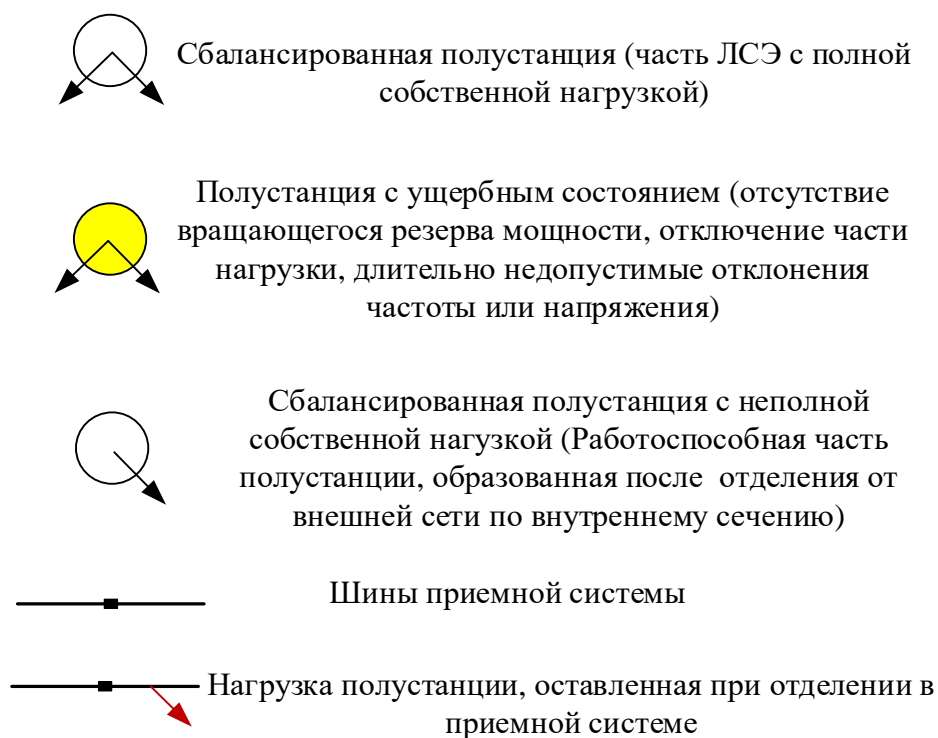 Сбалансированная полустанция (часть ЛСЭ с полной
собственной нагрузкой)
Полустанция с ущербным состоянием (отсутствие
вращающегося резерва мощности, отключение части
нагрузки, длительно недопустимые отклонения
частоты или напряжения)
Сбалансированная полустанция с неполной
собственной нагузкой (Работоспособная часть
полустанции, образованная после отделения от
внешней сети по внутреннему сечению)
Шины приемной системы
Нагрузка полустанции, оставленная при отделении в
приемной системе